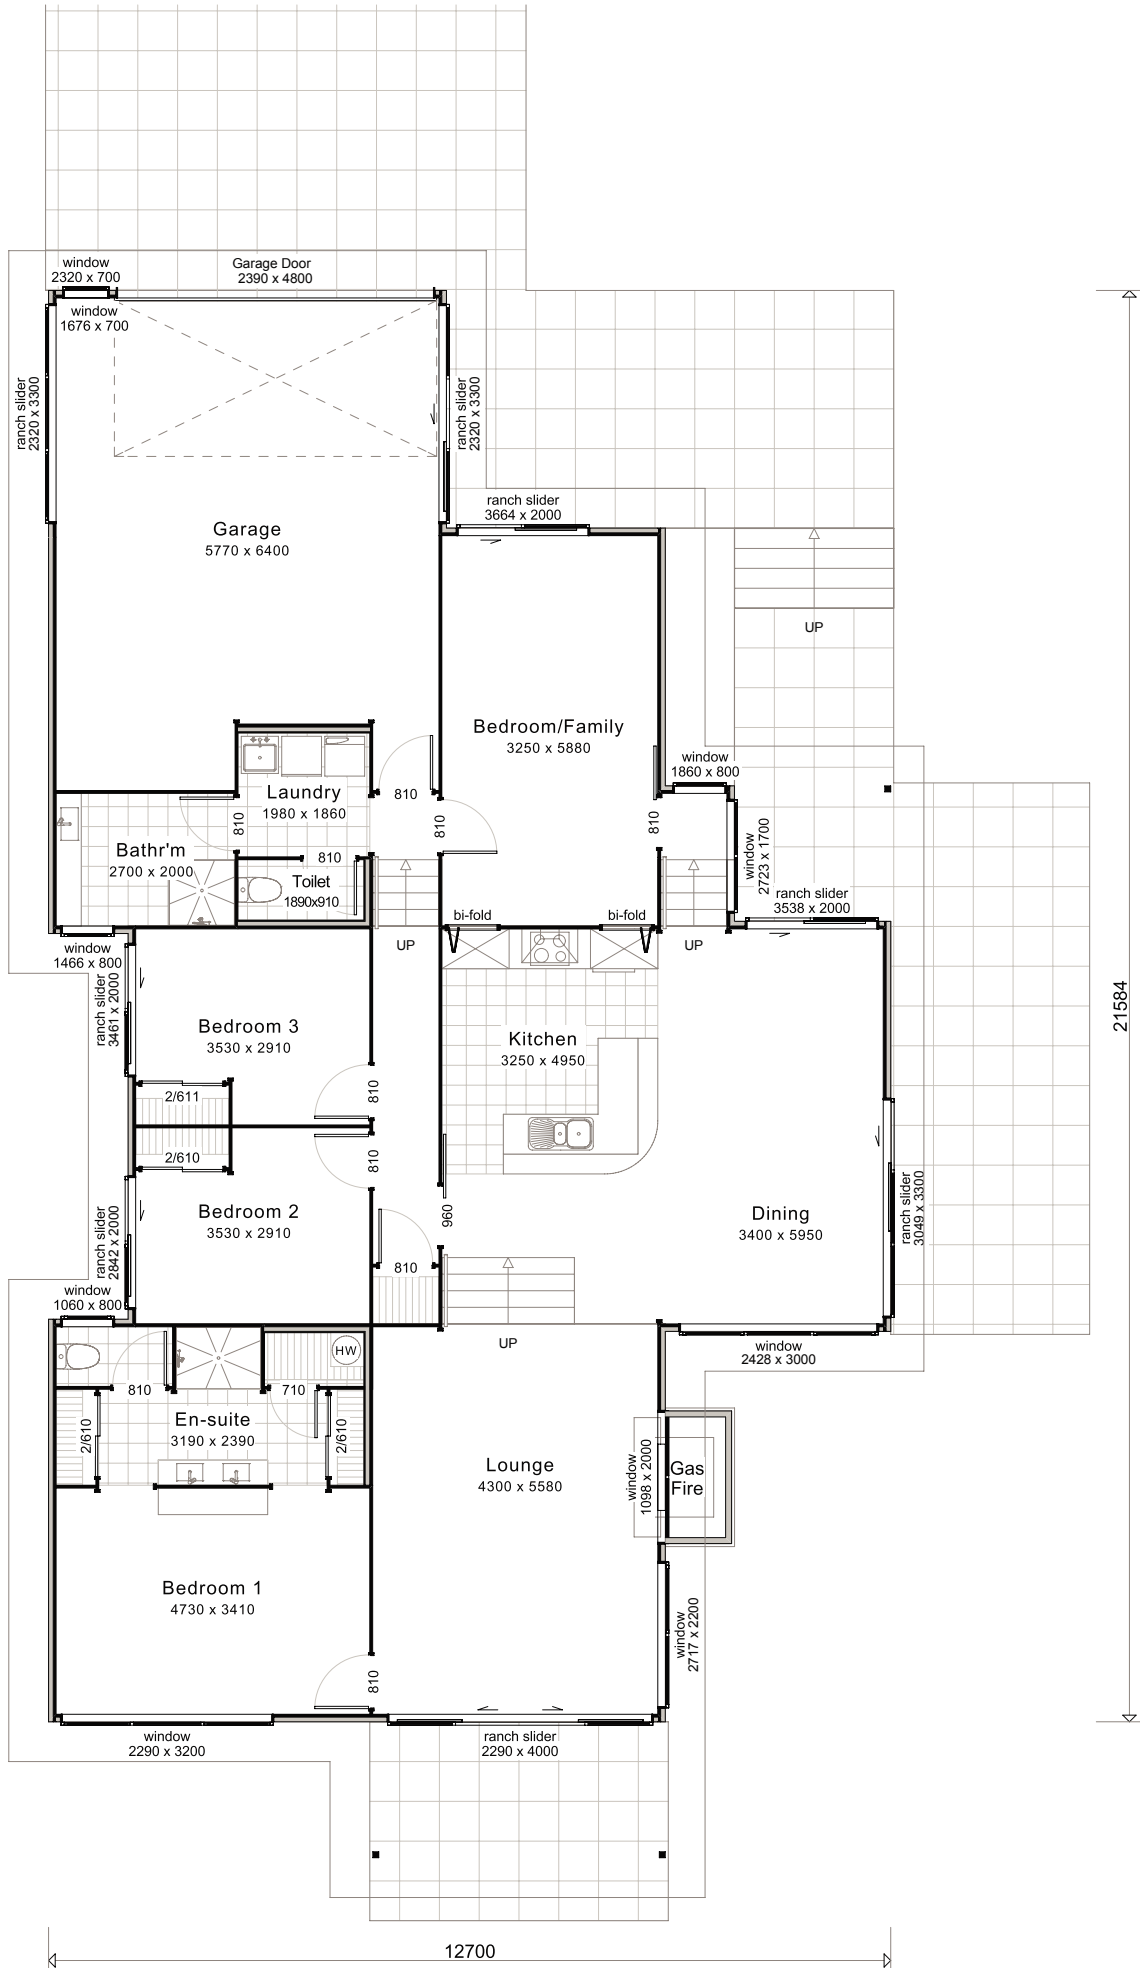 window
2320 x 700
Garage Door
2390 x 4800
window
1676 x 700
ranch slider
2320 x 3300
ranch slider
2320 x 3300
ranch slider
3664 x 2000
Garage
5770 x 6400
UP
Bedroom/Family
3250 x 5880
window
1860 x 800
Laundry
1980 x 1860
810
810
810
810
810
window
2723 x 1700
Bathr'm
2700 x 2000
Toilet
1890x910
ranch slider
3538 x 2000
bi-fold
bi-fold
window
1466 x 800
UP
UP
ranch slider
3461 x 2000
21584
Bedroom 3
3530 x 2910
Kitchen
3250 x 4950
2/611
810
2/610
810
Bedroom 2
3530 x 2910
960
Dining
3400 x 5950
ranch slider
3049 x 3300
ranch slider
2842 x 2000
810
window
1060 x 800
UP
HW
window
2428 x 3000
810
710
En-suite
3190 x 2390
2/610
2/610
Lounge
4300 x 5580
window
1098 x 2000
Gas
Fire
Bedroom 1
4730 x 3410
window
2717 x 2200
810
window
2290 x 3200
ranch slider
2290 x 4000
12700